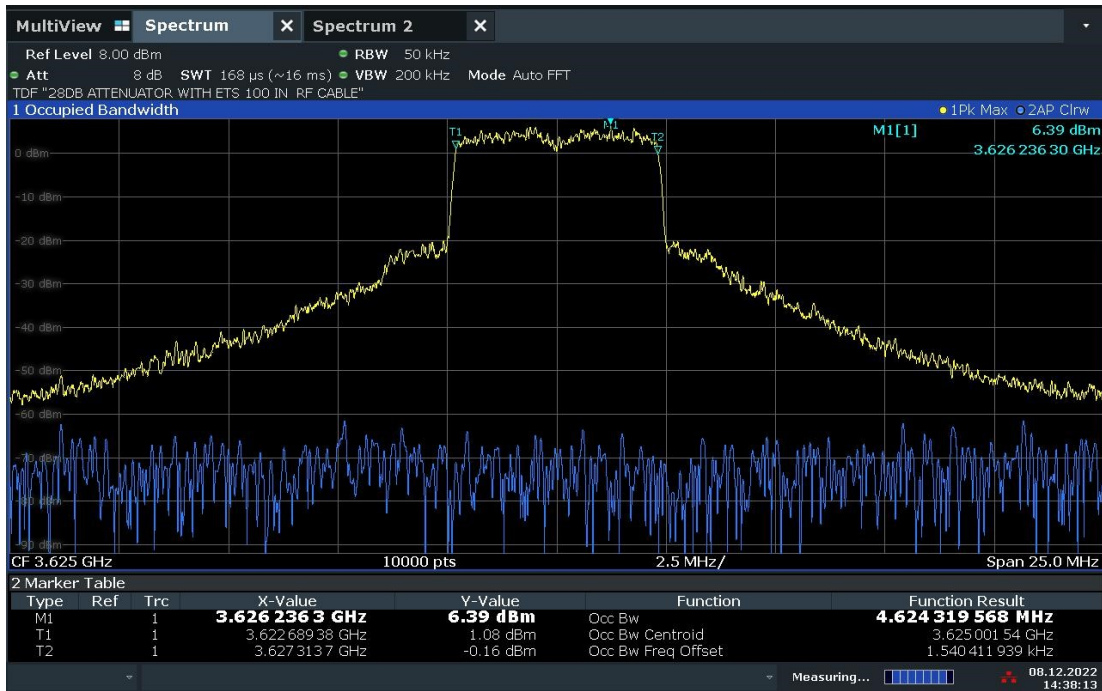 MultiView Spectrum X Spectrum 2 X
Ref Level 8.00 dBm RBW 50 kHz
Att 8 dB SWT 168 µs (~16 ms) VBW 200 kHz Mode Auto FFT
TDF "28DB ATTENUATOR WITH ETS 100 IN RF CABLE"
1 Occupied Bandwidth 1Pk Max 2AP Clrw
M1[1] 6.39 dBm
3.626 236 30 GHz
T1 M1 T2
0 dBm
-10 dBm
-20 dBm
-30 dBm
-40 dBm
-50 dBm
-60 dBm
-70 dBm
-80 dBm
-90 dBm
CF 3.625 GHz 10000 pts 2.5 MHz/ Span 25.0 MHz
2 Marker Table
Type Ref Trc X-Value Y-Value Function Function Result
M1 1 3.626 236 3 GHz 6.39 dBm Occ Bw 4.624 319 568 MHz
T1 1 3.622 689 38 GHz 1.08 dBm Occ Bw Centroid 3.625 001 54 GHz
T2 1 3.627 313 7 GHz -0.16 dBm Occ Bw Freq Offset 1.540 411 939 kHz
Measuring... 08.12.2022
14:38:13